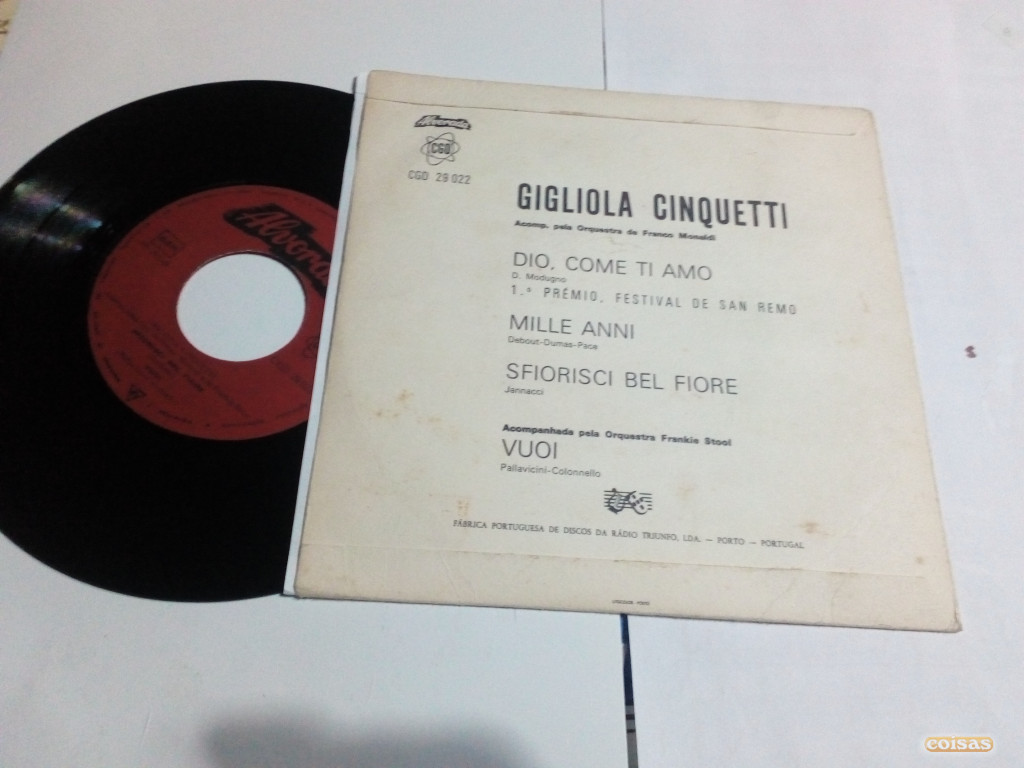 Alvorada
CGD
CGD 29 022
GIGLIOLA CINQUETTI
Acomp. pela Orquestra de Franco Monaldi
DIO, COME TI AMO
D. Modugno
1.º PRÉMIO, FESTIVAL DE SAN REMO
MILLE ANNI
Debout-Dumas-Pace
SFIORISCI BEL FIORE
Jannacci
Acompanhada pela Orquestra Frankie Stool
VUOI
Pallavicini-Colonnello
FÁBRICA PORTUGUESA DE DISCOS DA RÁDIO TRIUNFO, LDA. — PORTO — PORTUGAL
coisas